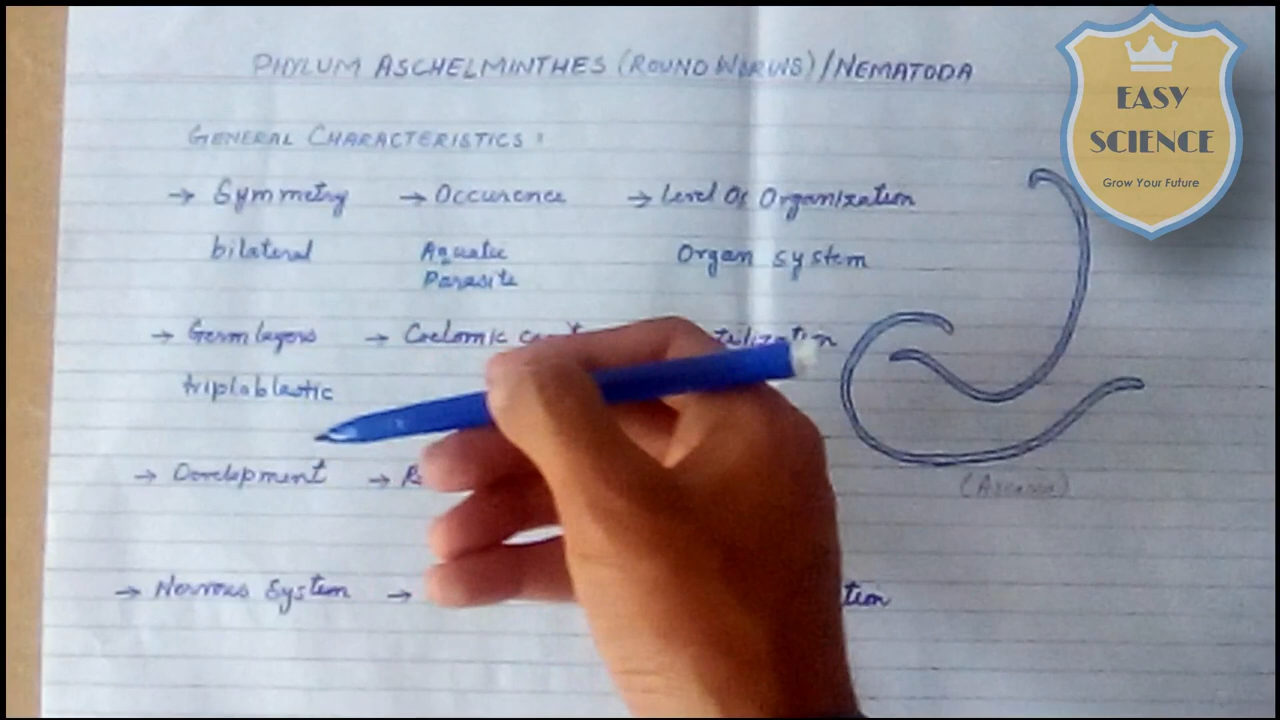 PHYLUM ASCHELMINTHES (ROUND WORMS)/NEMATODA
EASY
SCIENCE
Grow Your Future
GENERAL CHARACTERISTICS:
→ Symmetry → Occurence → Level Of Organization
bilateral Aquatic Organ system
Parasite
→ Germ layers → Coelomic
triploblastic
→ Development →
(Ascaris)
→ Nervous System →